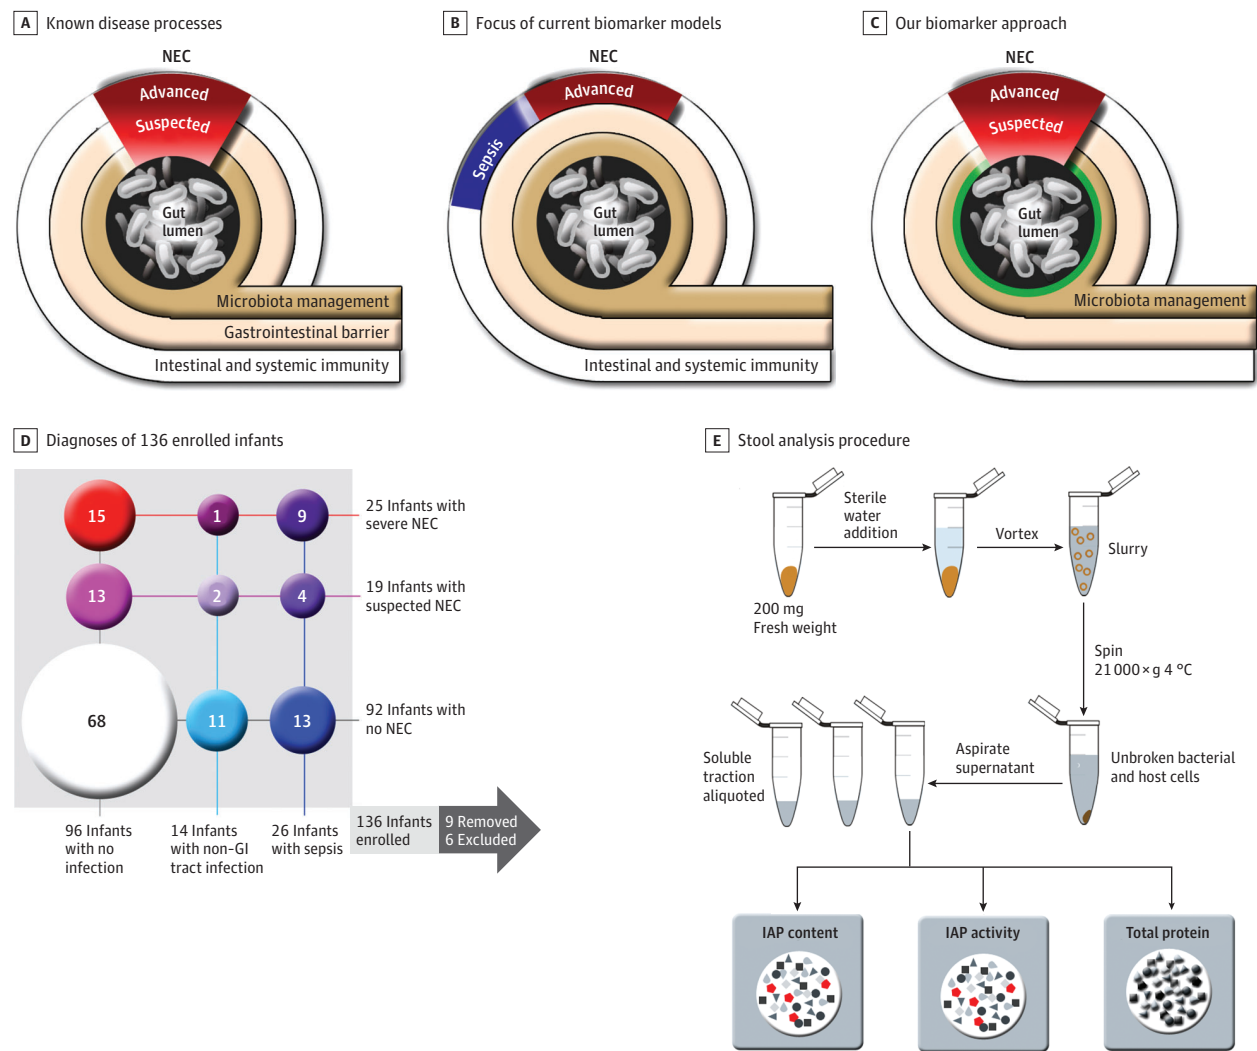 A Known disease processes
NEC
Advanced
Suspected
Gut
lumen
Microbiota management
Gastrointestinal barrier
Intestinal and systemic immunity
B Focus of current biomarker models
NEC
Advanced
Sepsis
Gut
lumen
Intestinal and systemic immunity
C Our biomarker approach
NEC
Advanced
Suspected
Gut
lumen
Microbiota management
D Diagnoses of 136 enrolled infants
15
1
9
25 Infants with
severe NEC
13
2
4
19 Infants with
suspected NEC
68
11
13
92 Infants with
no NEC
96 Infants
with no
infection
14 Infants
with non-GI
tract infection
26 Infants
with sepsis
136 Infants
enrolled
9 Removed
6 Excluded
E Stool analysis procedure
200 mg
Fresh weight
Sterile
water
addition
Vortex
Slurry
Spin
21 000 × g 4 °C
Unbroken bacterial
and host cells
Aspirate
supernatant
Soluble
traction
aliquoted
IAP content
IAP activity
Total protein